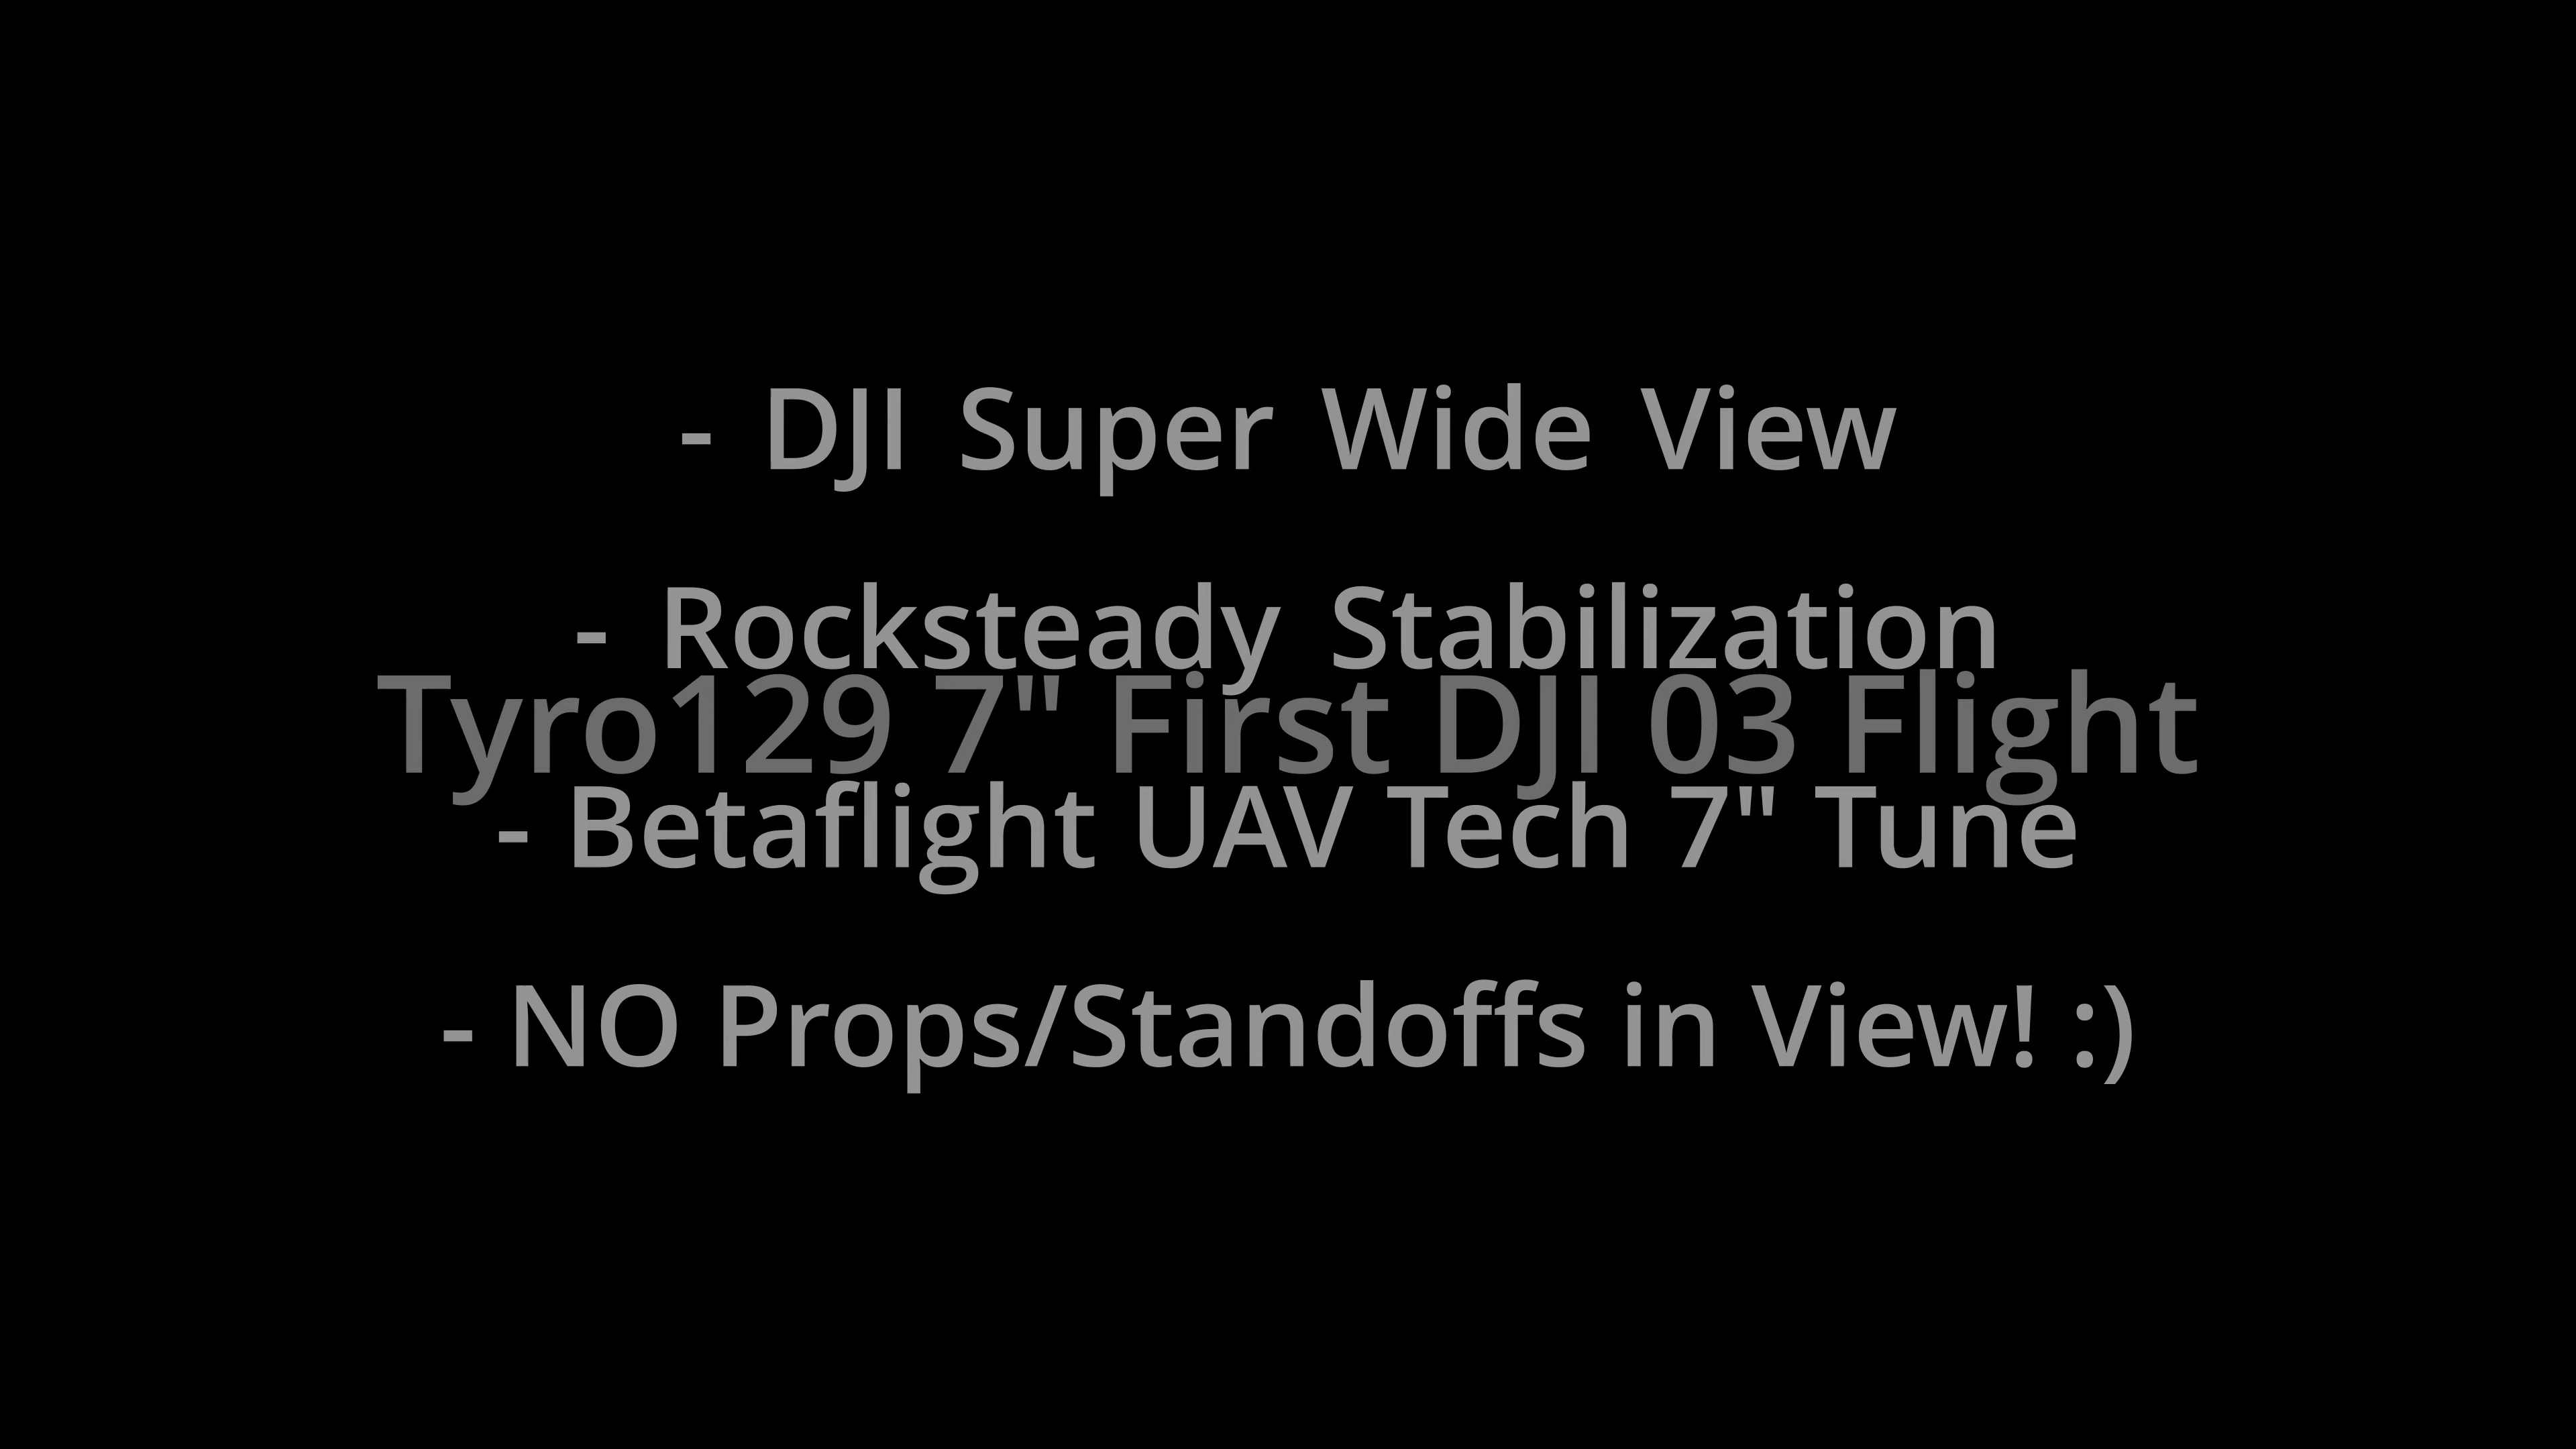 - DJI Super Wide View
- Rocksteady Stabilization
Tyro129 7" First DJI 03 Flight
- Betaflight UAV Tech 7" Tune
- NO Props/Standoffs in View! :)